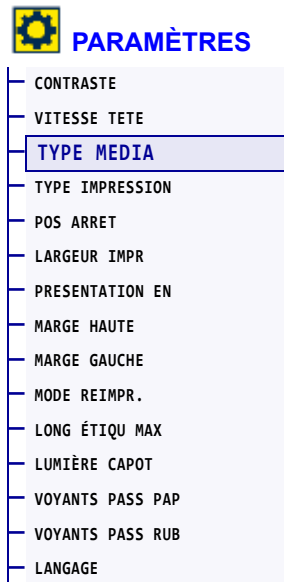 PARAMÈTRES
CONTRASTE
VITESSE TETE
TYPE MEDIA
TYPE IMPRESSION
POS ARRET
LARGEUR IMPR
PRESENTATION EN
MARGE HAUTE
MARGE GAUCHE
MODE REIMPR.
LONG ÉTIQU MAX
LUMIÈRE CAPOT
VOYANTS PASS PAP
VOYANTS PASS RUB
LANGAGE